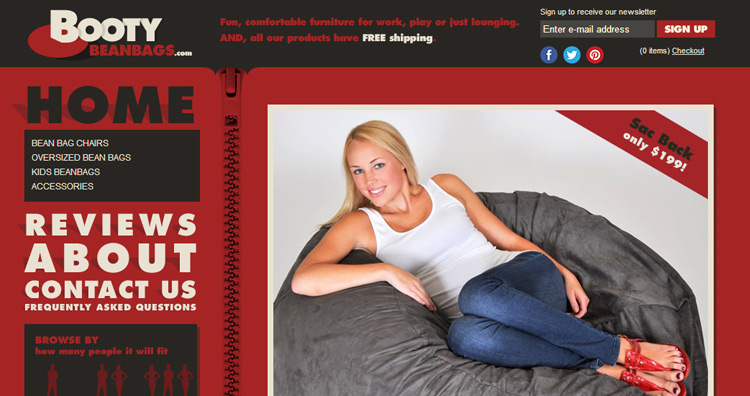 BOOTY
BEANBAGS.com
Fun, comfortable furniture for work, play or just lounging.
AND, all our products have FREE shipping.
Sign up to receive our newsletter
Enter e-mail address
SIGN UP
(0 items) Checkout
HOME
BEAN BAG CHAIRS
OVERSIZED BEAN BAGS
KIDS BEANBAGS
ACCESSORIES
REVIEWS
ABOUT
CONTACT US
FREQUENTLY ASKED QUESTIONS
BROWSE BY
how many people it will fit
Sac Back
only $199!